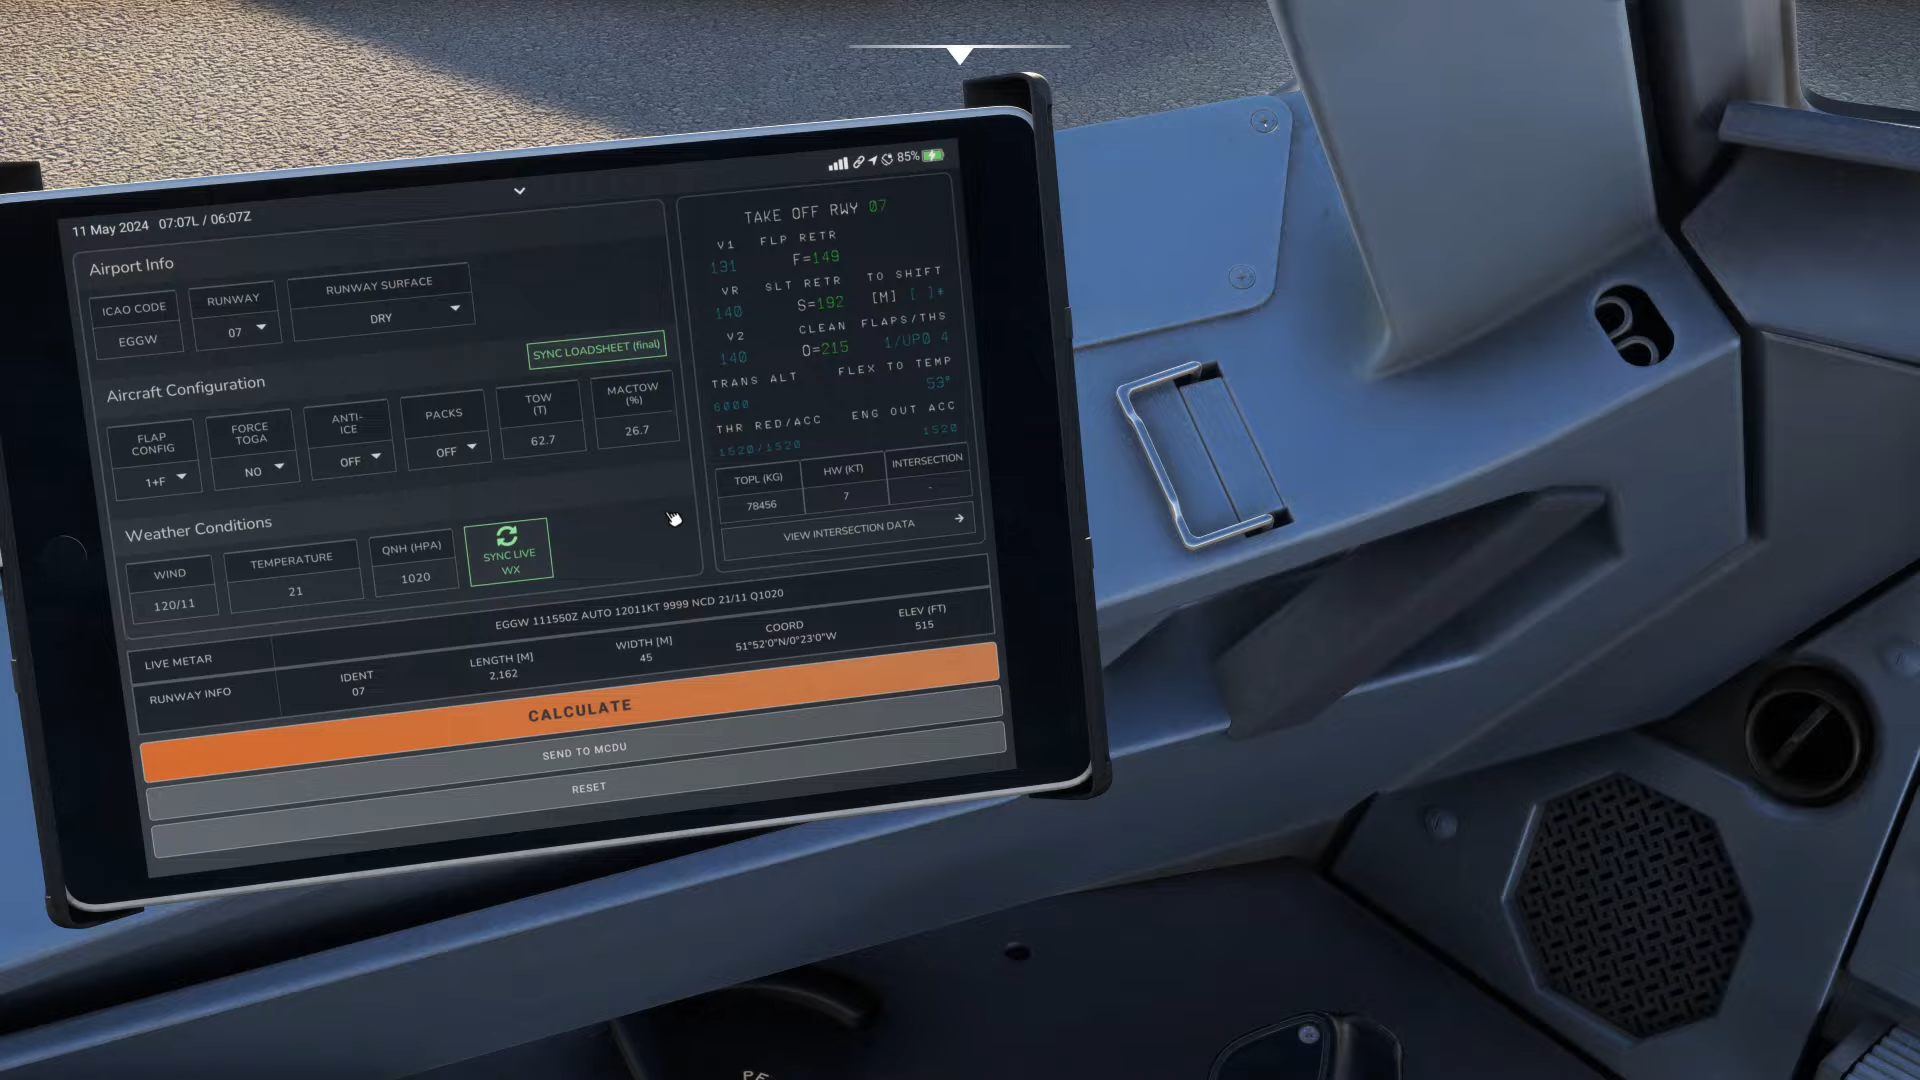 11 May 2024 07:07L / 06:07Z
85%
Airport Info
ICAO CODE
EGGW
RUNWAY
07
RUNWAY SURFACE
DRY
SYNC LOADSHEET (final)
Aircraft Configuration
FLAP
CONFIG
1+F
FORCE
TOGA
NO
ANTI-
ICE
OFF
PACKS
OFF
TOW
(T)
62.7
MACTOW
(%)
26.7
Weather Conditions
WIND
120/11
TEMPERATURE
21
QNH (HPA)
1020
SYNC LIVE
WX
TAKE OFF RWY 07
V1 FLP RETR
131 F=149
VR SLT RETR TO SHIFT
140 S=192 [M] [ ]*
V2 CLEAN FLAPS/THS
140 O=215 1/UP0.4
TRANS ALT FLEX TO TEMP
6000 53°
THR RED/ACC ENG OUT ACC
1520/1520 1520
TOPL (KG)
78456
HW (KT)
7
INTERSECTION
-
VIEW INTERSECTION DATA
LIVE METAR
EGGW 111550Z AUTO 12011KT 9999 NCD 21/11 Q1020
RUNWAY INFO
IDENT
07
LENGTH [M]
2,162
WIDTH [M]
45
COORD
51°52'0"N/0°23'0"W
ELEV (FT)
515
CALCULATE
SEND TO MCDU
RESET